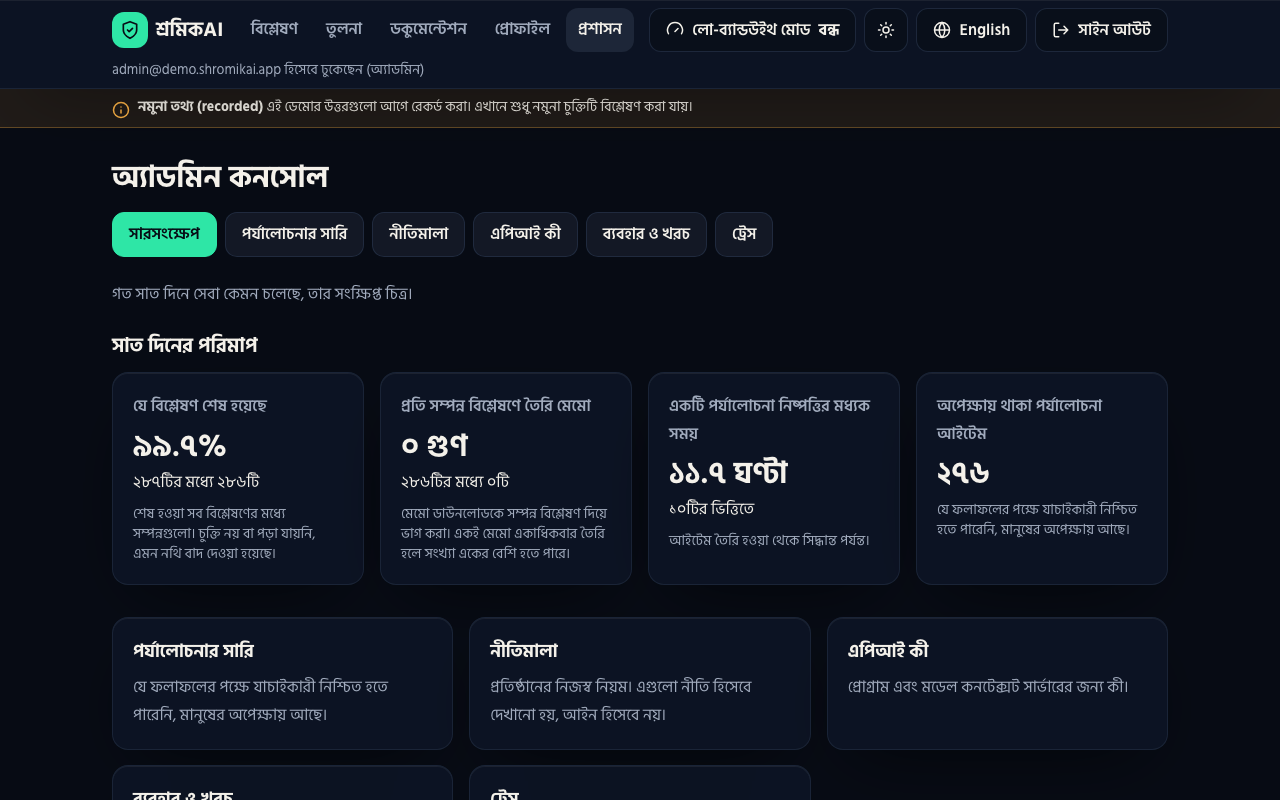 শ্রমিকAI বিশ্লেষণ তুলনা ডকুমেন্টেশন প্রোফাইল প্রশাসন লো-ব্যান্ডউইথ মোড বন্ধ English সাইন আউট
admin@demo.shromikai.app হিসেবে ঢুকেছেন (অ্যাডমিন)
নমুনা তথ্য (recorded) এই ডেমোর উত্তরগুলো আগে রেকর্ড করা। এখানে শুধু নমুনা চুক্তিটি বিশ্লেষণ করা যায়।
অ্যাডমিন কনসোল
সারসংক্ষেপ পর্যালোচনার সারি নীতিমালা এপিআই কী ব্যবহার ও খরচ ট্রেস
গত সাত দিনে সেবা কেমন চলেছে, তার সংক্ষিপ্ত চিত্র।
সাত দিনের পরিমাপ
যে বিশ্লেষণ শেষ হয়েছে
৯৯.৭%
২৮৭টির মধ্যে ২৮৬টি
শেষ হওয়া সব বিশ্লেষণের মধ্যে
সম্পন্নগুলো। চুক্তি নয় বা পড়া যায়নি,
এমন নথি বাদ দেওয়া হয়েছে।
প্রতি সম্পন্ন বিশ্লেষণে তৈরি মেমো
০ গুণ
২৮৬টির মধ্যে ০টি
মেমো ডাউনলোডকে সম্পন্ন বিশ্লেষণ দিয়ে
ভাগ করা। একই মেমো একাধিকবার তৈরি
হলে সংখ্যা একের বেশি হতে পারে।
একটি পর্যালোচনা নিষ্পত্তির মধ্যক
সময়
১১.৭ ঘণ্টা
১০টির ভিত্তিতে
আইটেম তৈরি হওয়া থেকে সিদ্ধান্ত পর্যন্ত।
অপেক্ষায় থাকা পর্যালোচনা
আইটেম
২৭৬
যে ফলাফলের পক্ষে যাচাইকারী নিশ্চিত
হতে পারেনি, মানুষের অপেক্ষায় আছে।
পর্যালোচনার সারি
যে ফলাফলের পক্ষে যাচাইকারী নিশ্চিত হতে
পারেনি, মানুষের অপেক্ষায় আছে।
নীতিমালা
প্রতিষ্ঠানের নিজস্ব নিয়ম। এগুলো নীতি হিসেবে
দেখানো হয়, আইন হিসেবে নয়।
এপিআই কী
প্রোগ্রাম এবং মডেল কনটেক্সট সার্ভারের জন্য কী।
ব্যবহার ও খরচ
ট্রেস